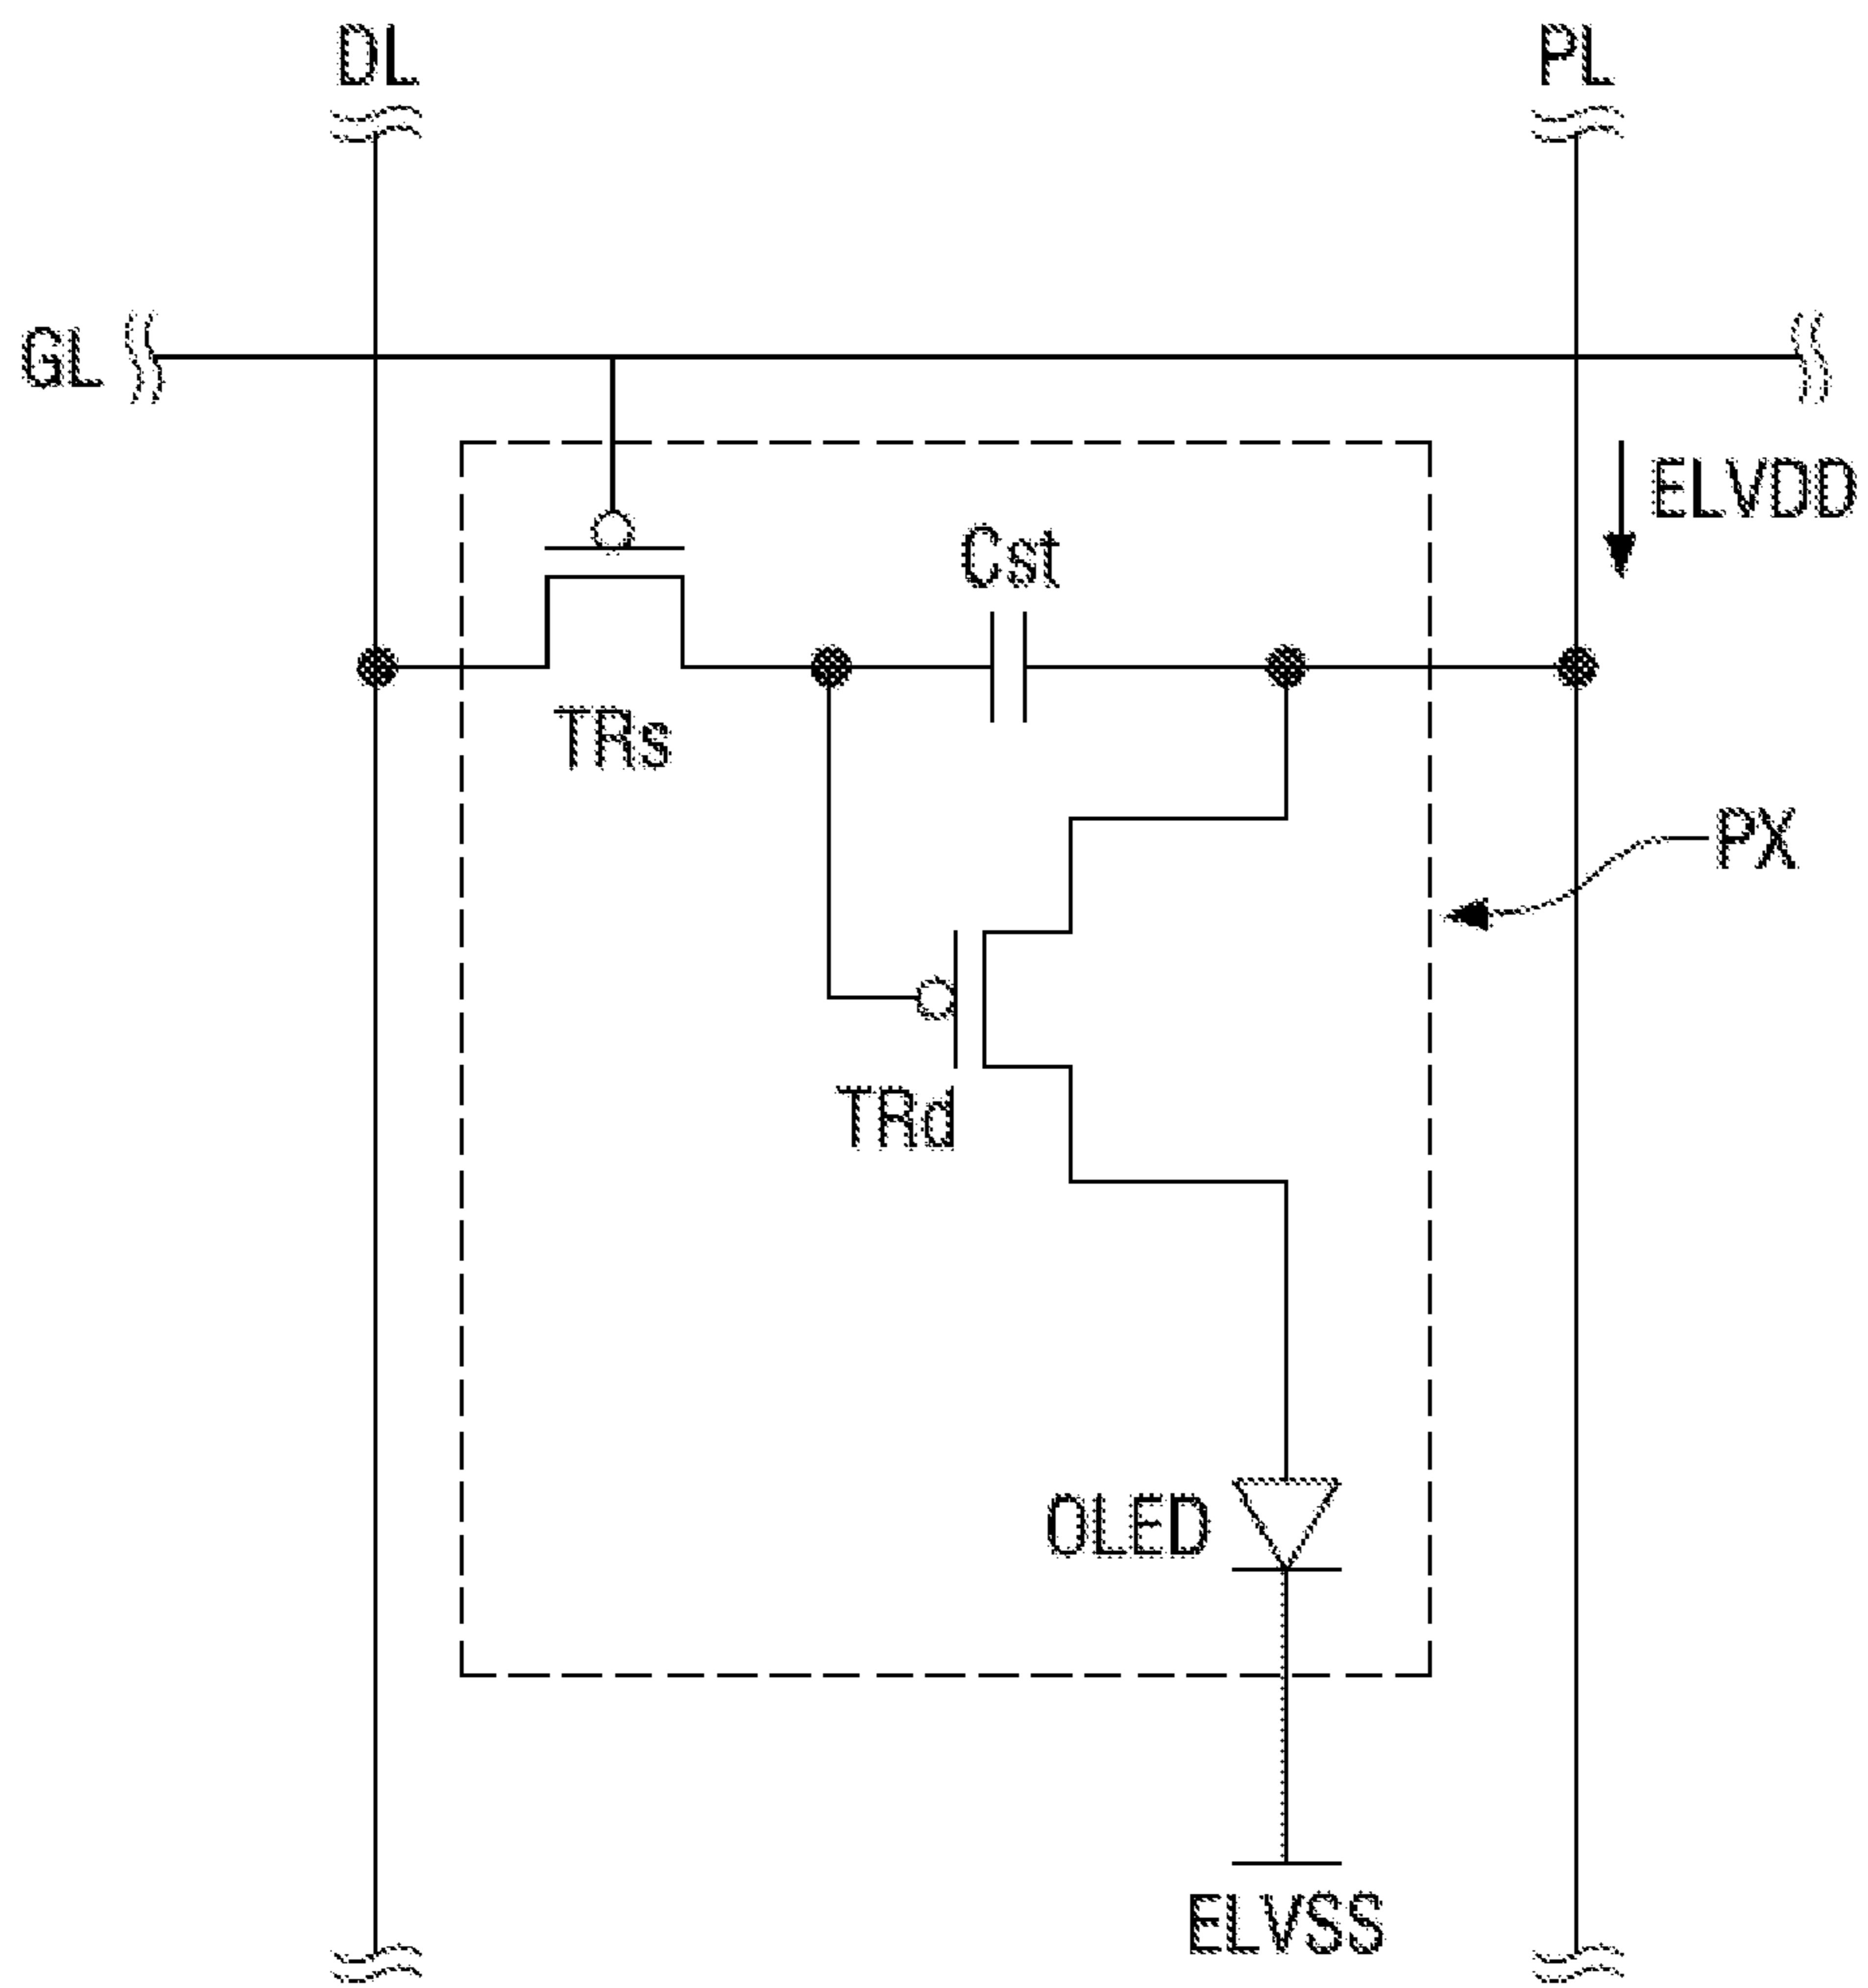 DL
PL
GL
ELVDD
Cst
TRs
PX
TRd
OLED
ELVSS